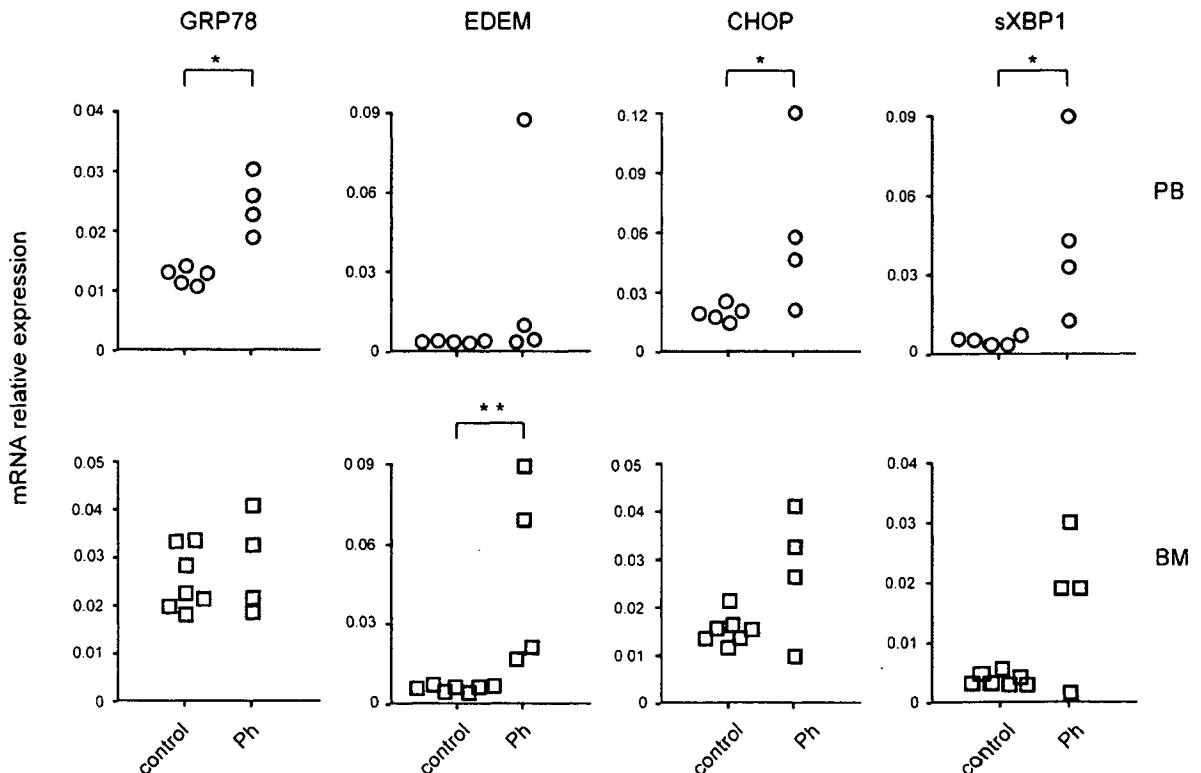 GRP78 EDEM CHOP sXBP1
* * *
0.04 0.09 0.12 0.09
0.03 0.06 0.09 0.06
0.02 0.03 0.06 0.03
0.01 0 0.03 0
0 0
PB
mRNA relative expression
* *
0.05 0.09 0.05 0.04
0.04 0.06 0.04 0.03
0.03 0.03 0.03 0.02
0.02 0 0.02 0.01
0.01 0.01 0
0 0
BM
control Ph control Ph control Ph control Ph